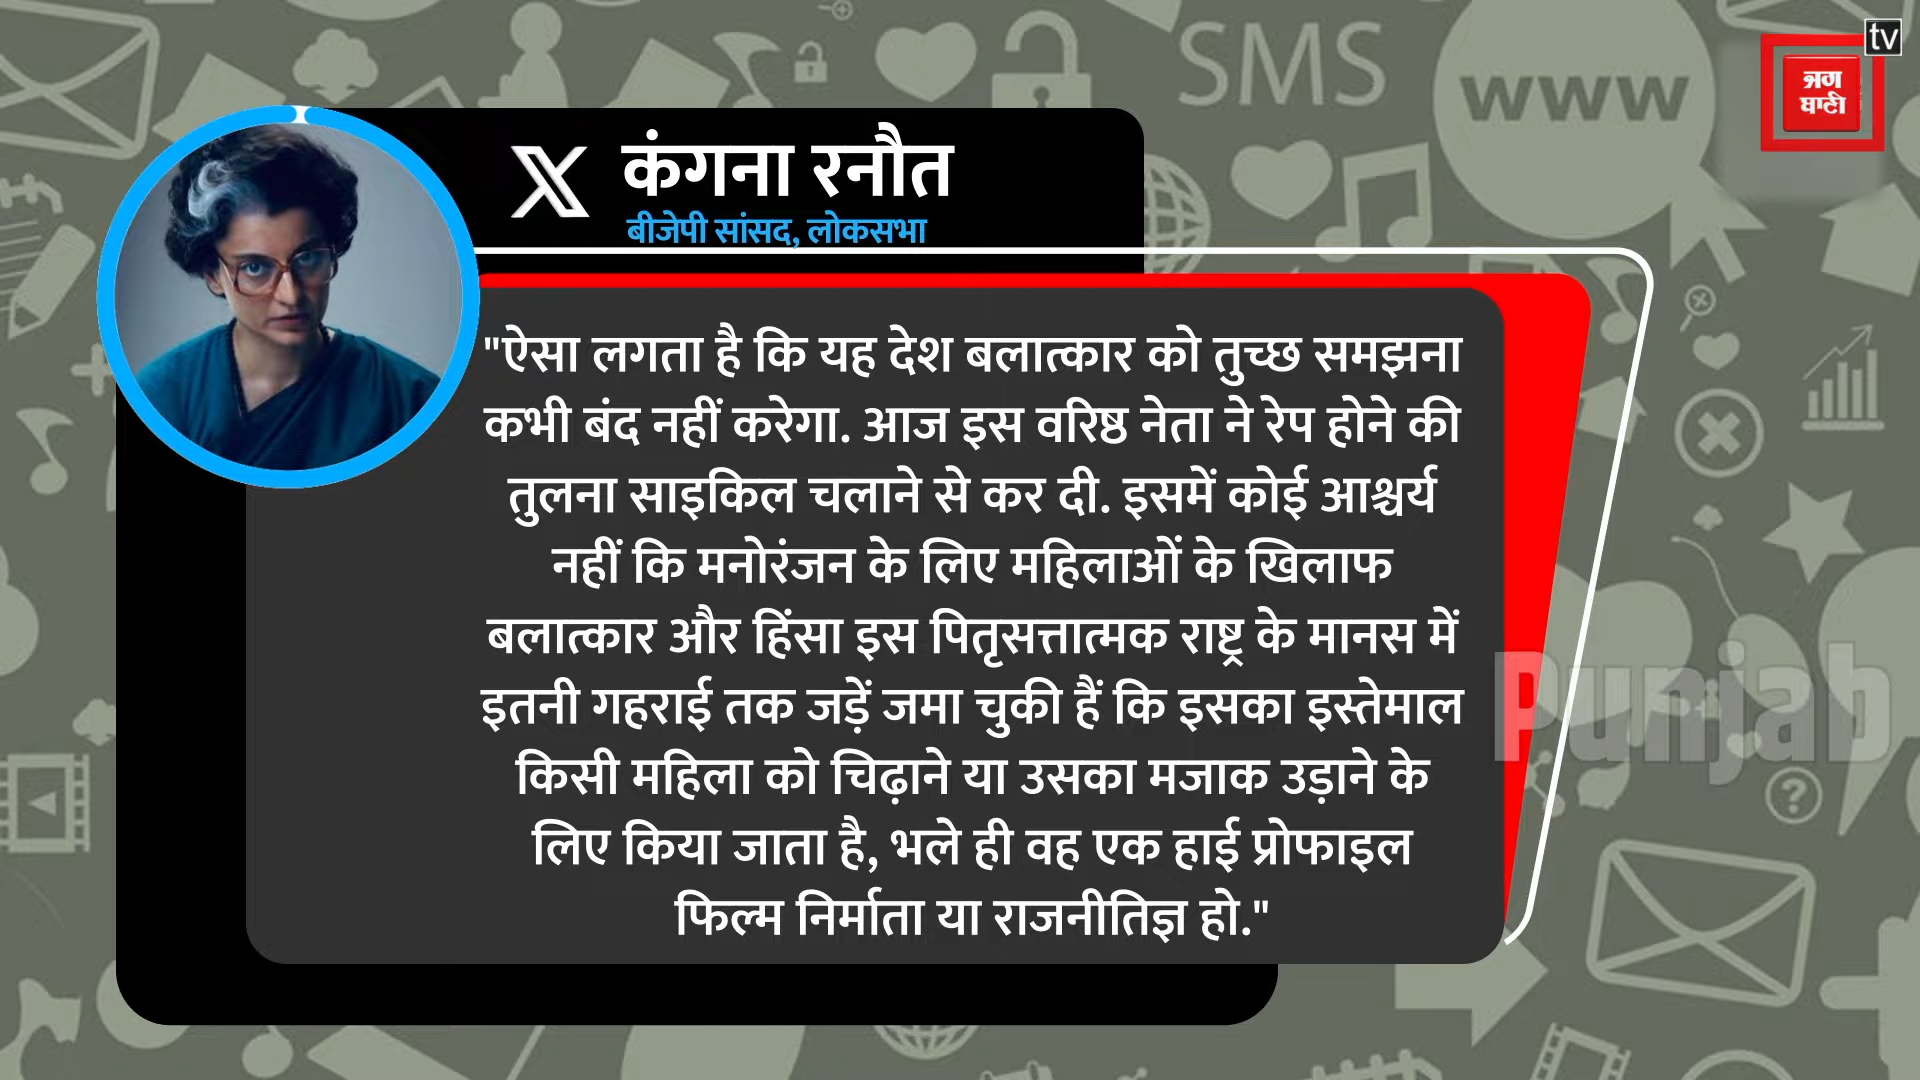 SMS
www
tv
ਜਗ
ਬਾਣੀ
X कंगना रनौत
बीजेपी सांसद, लोकसभा
"ऐसा लगता है कि यह देश बलात्कार को तुच्छ समझना
कभी बंद नहीं करेगा. आज इस वरिष्ठ नेता ने रेप होने की
तुलना साइकिल चलाने से कर दी. इसमें कोई आश्चर्य
नहीं कि मनोरंजन के लिए महिलाओं के खिलाफ
बलात्कार और हिंसा इस पितृसत्तात्मक राष्ट्र के मानस में
इतनी गहराई तक जड़ें जमा चुकी हैं कि इसका इस्तेमाल
किसी महिला को चिढ़ाने या उसका मजाक उड़ाने के
लिए किया जाता है, भले ही वह एक हाई प्रोफाइल
फिल्म निर्माता या राजनीतिज्ञ हो."
Punjab